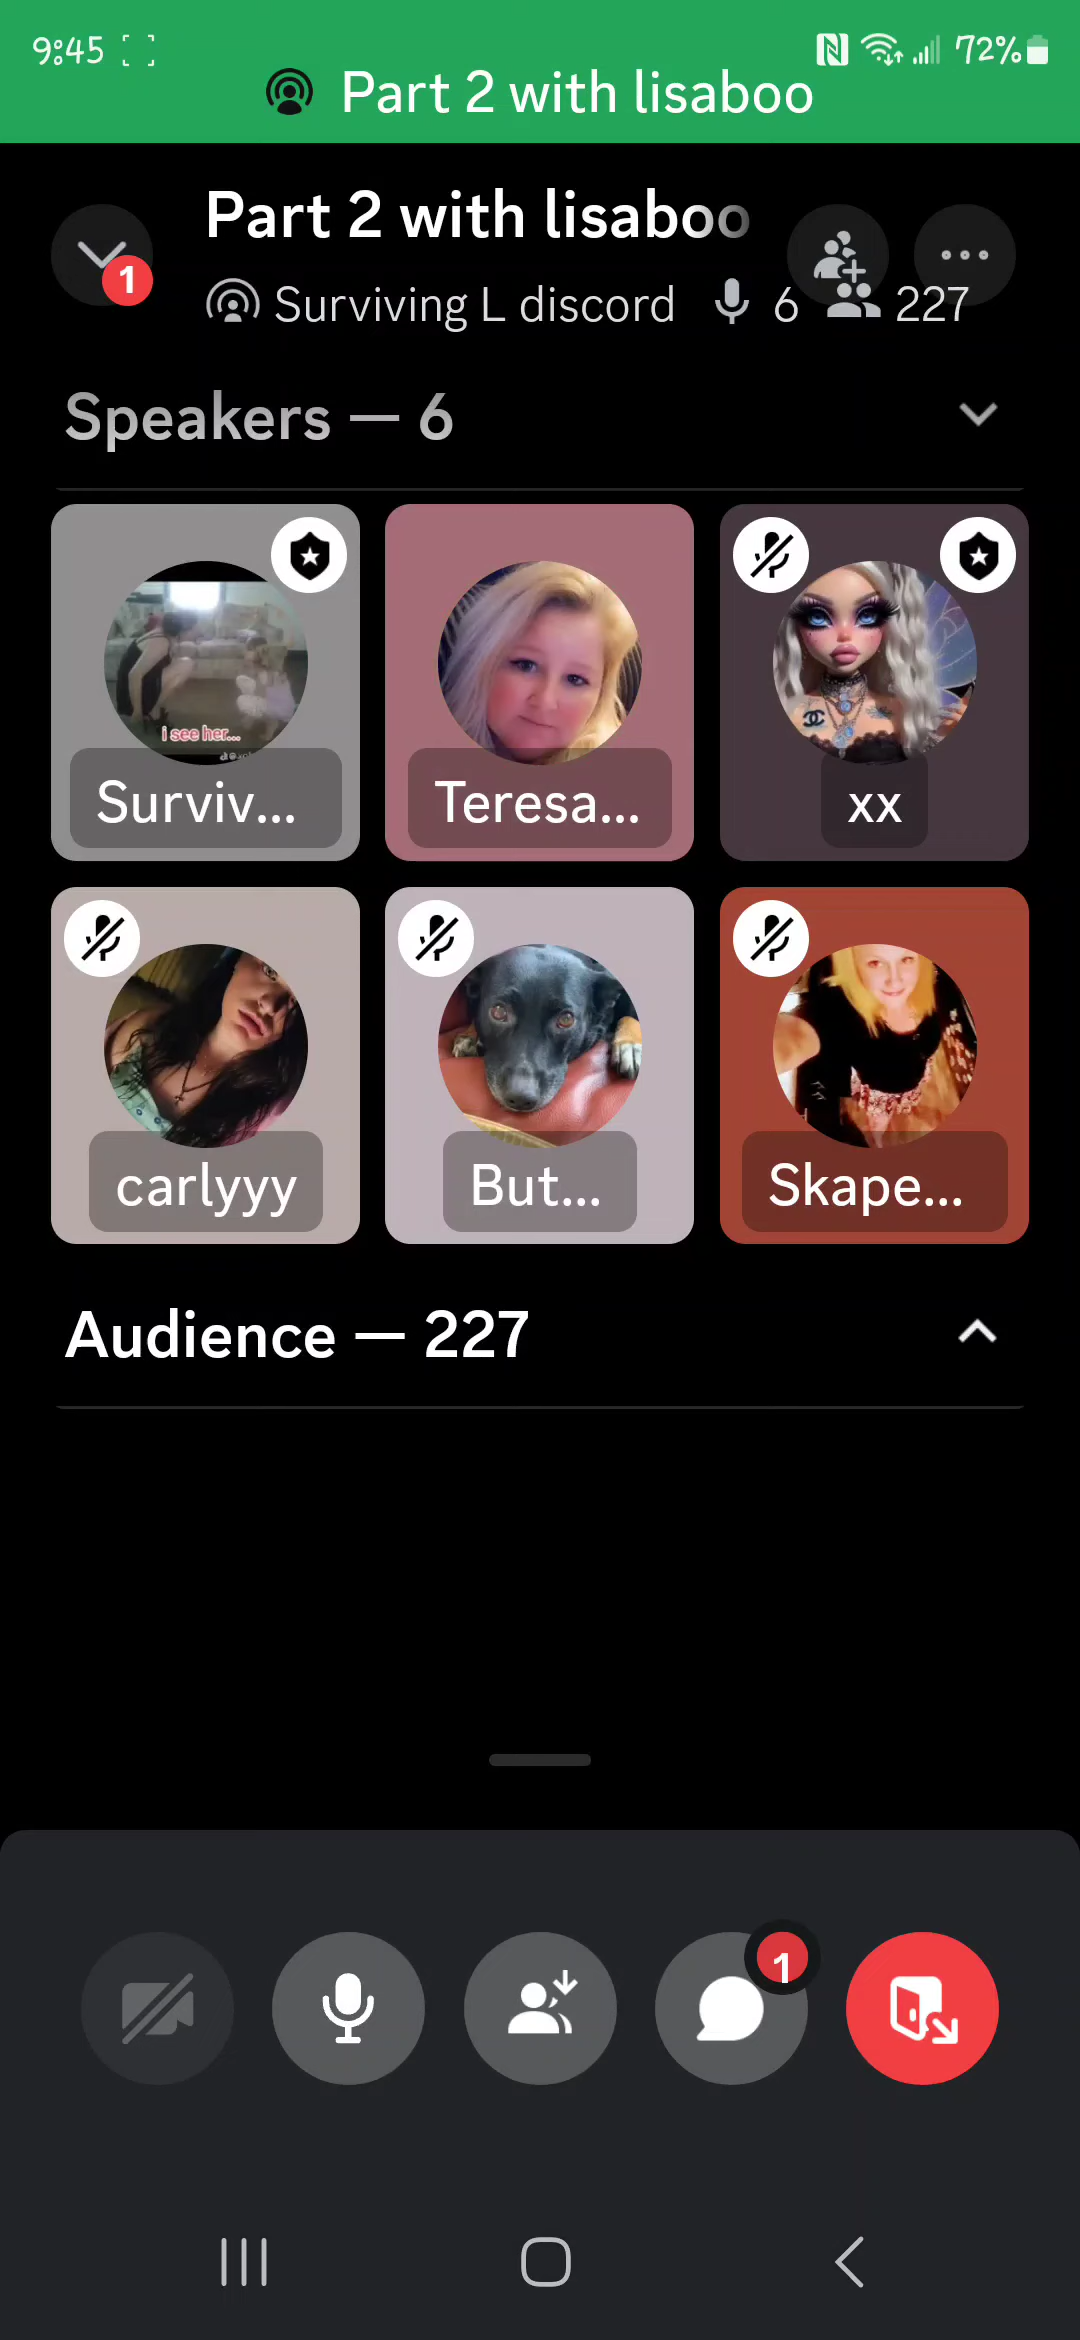 9:45
72%
Part 2 with lisaboo
Part 2 with lisaboo
1
Surviving L discord 6 227
Speakers — 6
i see her...
Surviv...
Teresa...
xx
carlyyy
But...
Skape...
Audience — 227
1